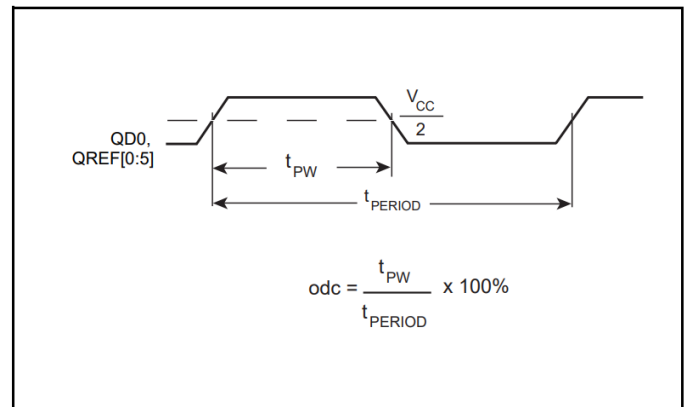 V_CC
2
QD0,
QREF[0:5]
t_PW
t_PERIOD
odc = t_PW / t_PERIOD x 100%